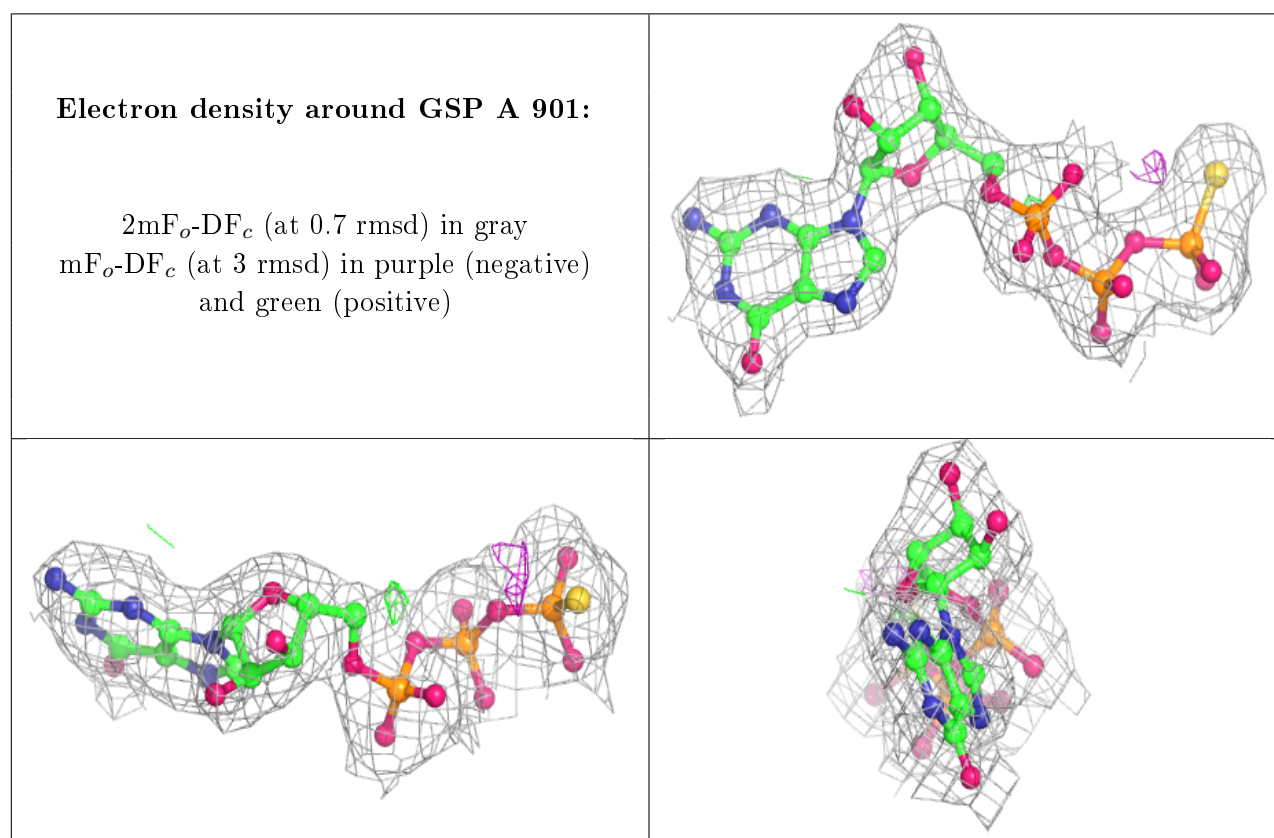 Electron density around GSP A 901:
2mFo-DFc (at 0.7 rmsd) in gray
mFo-DFc (at 3 rmsd) in purple (negative)
and green (positive)